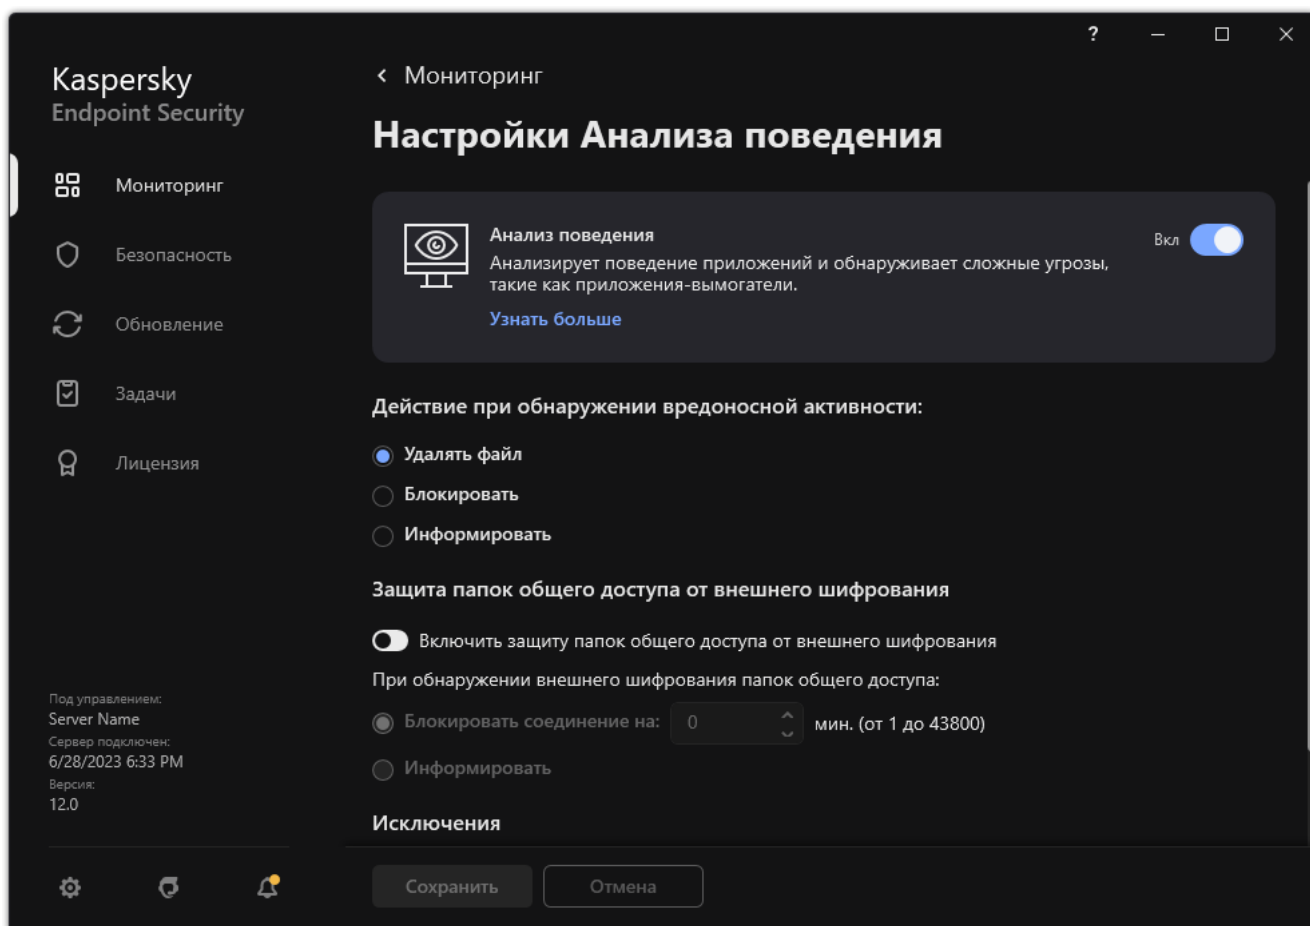 ?
Kaspersky
Endpoint Security
Мониторинг
Безопасность
Обновление
Задачи
Лицензия
Под управлением:
Server Name
Сервер подключен:
6/28/2023 6:33 PM
Версия:
12.0
Мониторинг
Настройки Анализа поведения
Анализ поведения
Вкл
Анализирует поведение приложений и обнаруживает сложные угрозы,
такие как приложения-вымогатели.
Узнать больше
Действие при обнаружении вредоносной активности:
Удалять файл
Блокировать
Информировать
Защита папок общего доступа от внешнего шифрования
Включить защиту папок общего доступа от внешнего шифрования
При обнаружении внешнего шифрования папок общего доступа:
Блокировать соединение на: 0 мин. (от 1 до 43800)
Информировать
Исключения
Сохранить Отмена